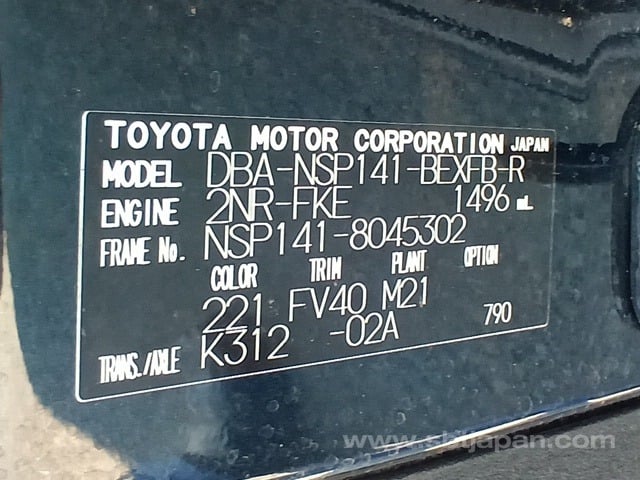 TOYOTA MOTOR CORPORATION JAPAN
MODEL DBA-NSP141-BEXFB-R
ENGINE 2NR-FKE 1496 mL
FRAME No. NSP141-8045302
COLOR TRIM PLANT OPTION
221 FV40 M21
TRANS./AXLE K312 -02A 790
www.sbtjapan.com